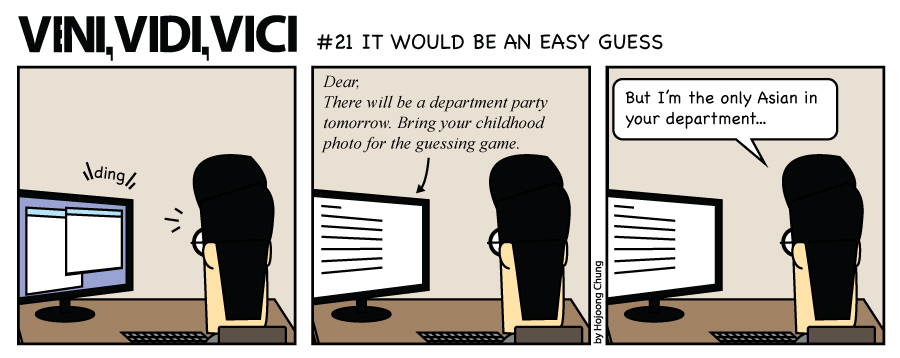 VENI, VIDI, VICI
#21 IT WOULD BE AN EASY GUESS
ding
Dear,
There will be a department party
tomorrow. Bring your childhood
photo for the guessing game.
by Hojoong Chung
But I'm the only Asian in
your department...